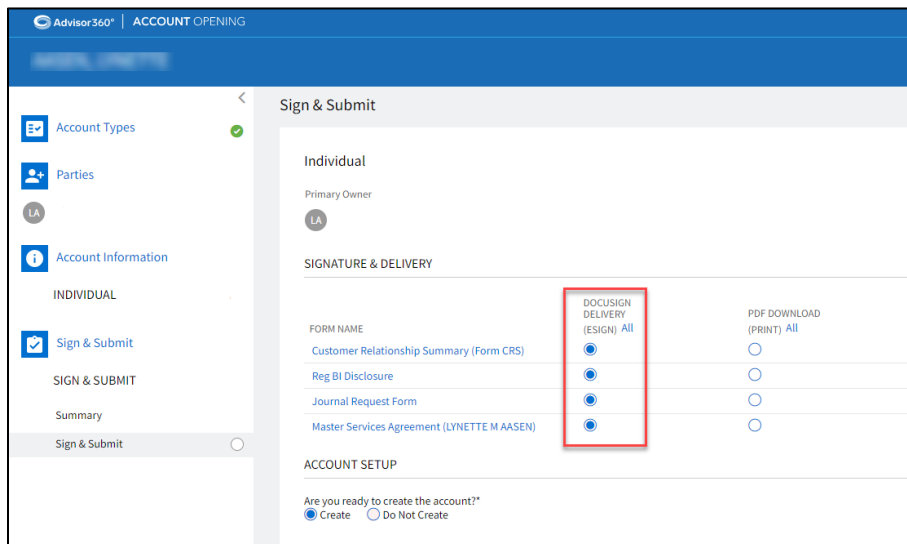 Advisor360° | ACCOUNT OPENING
Account Types
Parties
LA
Account Information
INDIVIDUAL
Sign & Submit
SIGN & SUBMIT
Summary
Sign & Submit
Sign & Submit
Individual
Primary Owner
LA
SIGNATURE & DELIVERY
DOCUSIGN
DELIVERY
PDF DOWNLOAD
FORM NAME (ESIGN) All (PRINT) All
Customer Relationship Summary (Form CRS)
Reg BI Disclosure
Journal Request Form
Master Services Agreement (LYNETTE M AASEN)
ACCOUNT SETUP
Are you ready to create the account?*
Create Do Not Create